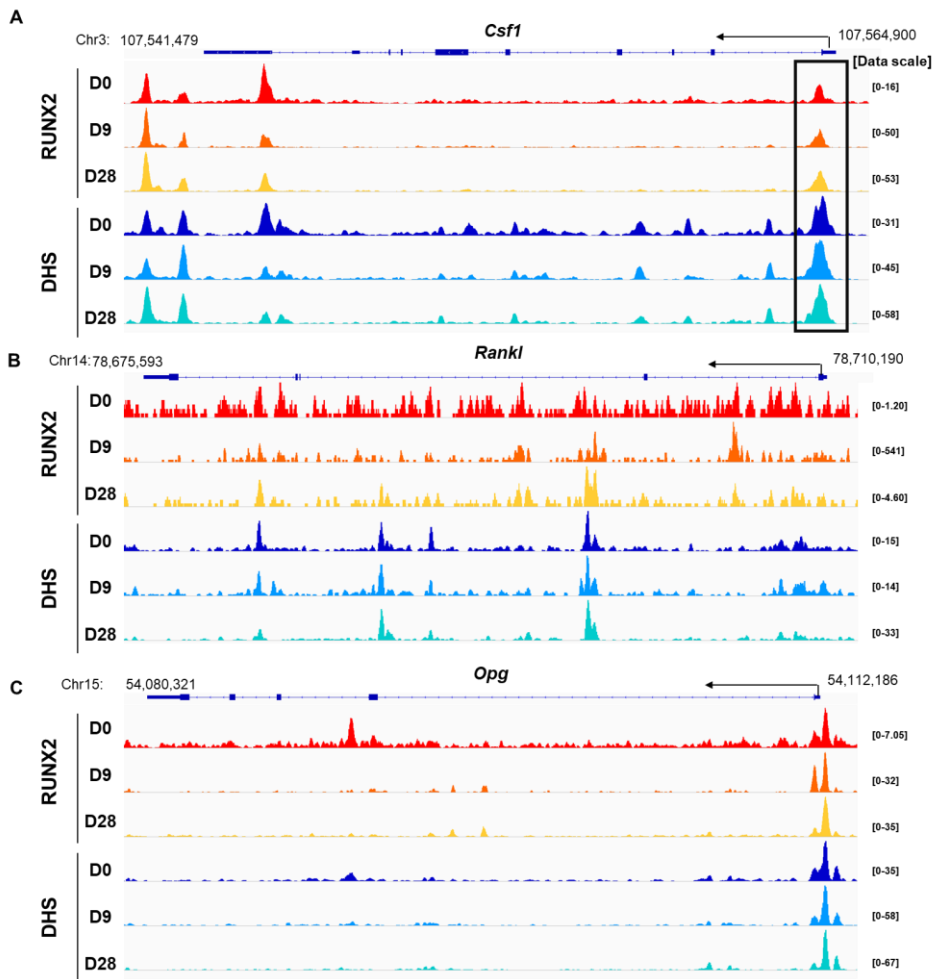 A
Csf1
Chr3: 107,541,479
107,564,900
[Data scale]
RUNX2
D0
[0-16]
D9
[0-50]
D28
[0-53]
DHS
D0
[0-31]
D9
[0-45]
D28
[0-58]
B
Rankl
Chr14: 78,675,593
78,710,190
RUNX2
D0
[0-1.20]
D9
[0-541]
D28
[0-4.60]
DHS
D0
[0-15]
D9
[0-14]
D28
[0-33]
C
Opg
Chr15: 54,080,321
54,112,186
RUNX2
D0
[0-7.05]
D9
[0-32]
D28
[0-35]
DHS
D0
[0-35]
D9
[0-58]
D28
[0-67]